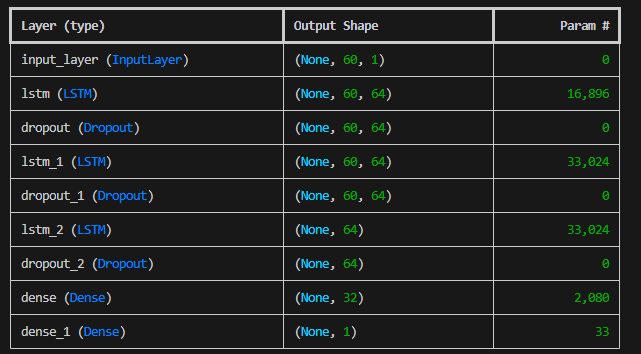 Layer (type) Output Shape Param #
input_layer (InputLayer) (None, 60, 1) 0
lstm (LSTM) (None, 60, 64) 16,896
dropout (Dropout) (None, 60, 64) 0
lstm_1 (LSTM) (None, 60, 64) 33,024
dropout_1 (Dropout) (None, 60, 64) 0
lstm_2 (LSTM) (None, 64) 33,024
dropout_2 (Dropout) (None, 64) 0
dense (Dense) (None, 32) 2,080
dense_1 (Dense) (None, 1) 33